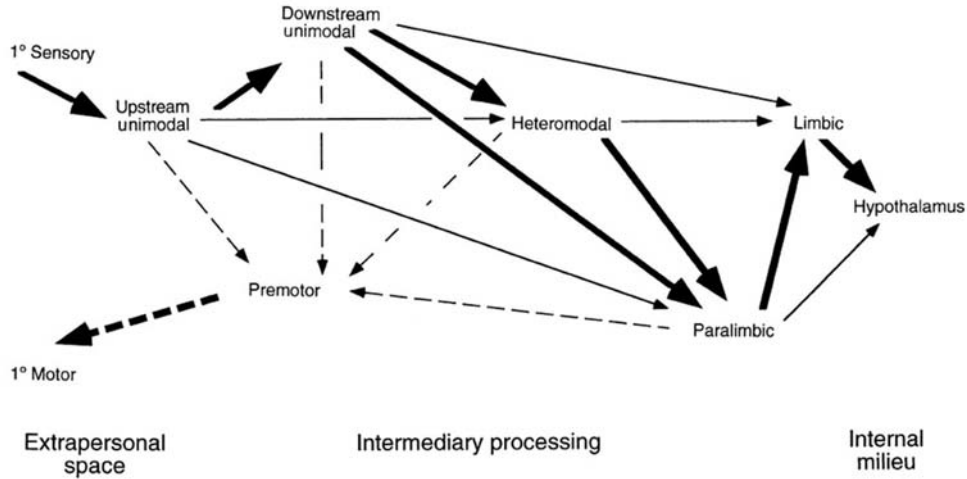 Downstream
unimodal
1° Sensory
Upstream
unimodal
Heteromodal
Limbic
Hypothalamus
Premotor
Paralimbic
1° Motor
Extrapersonal
space
Intermediary processing
Internal
milieu